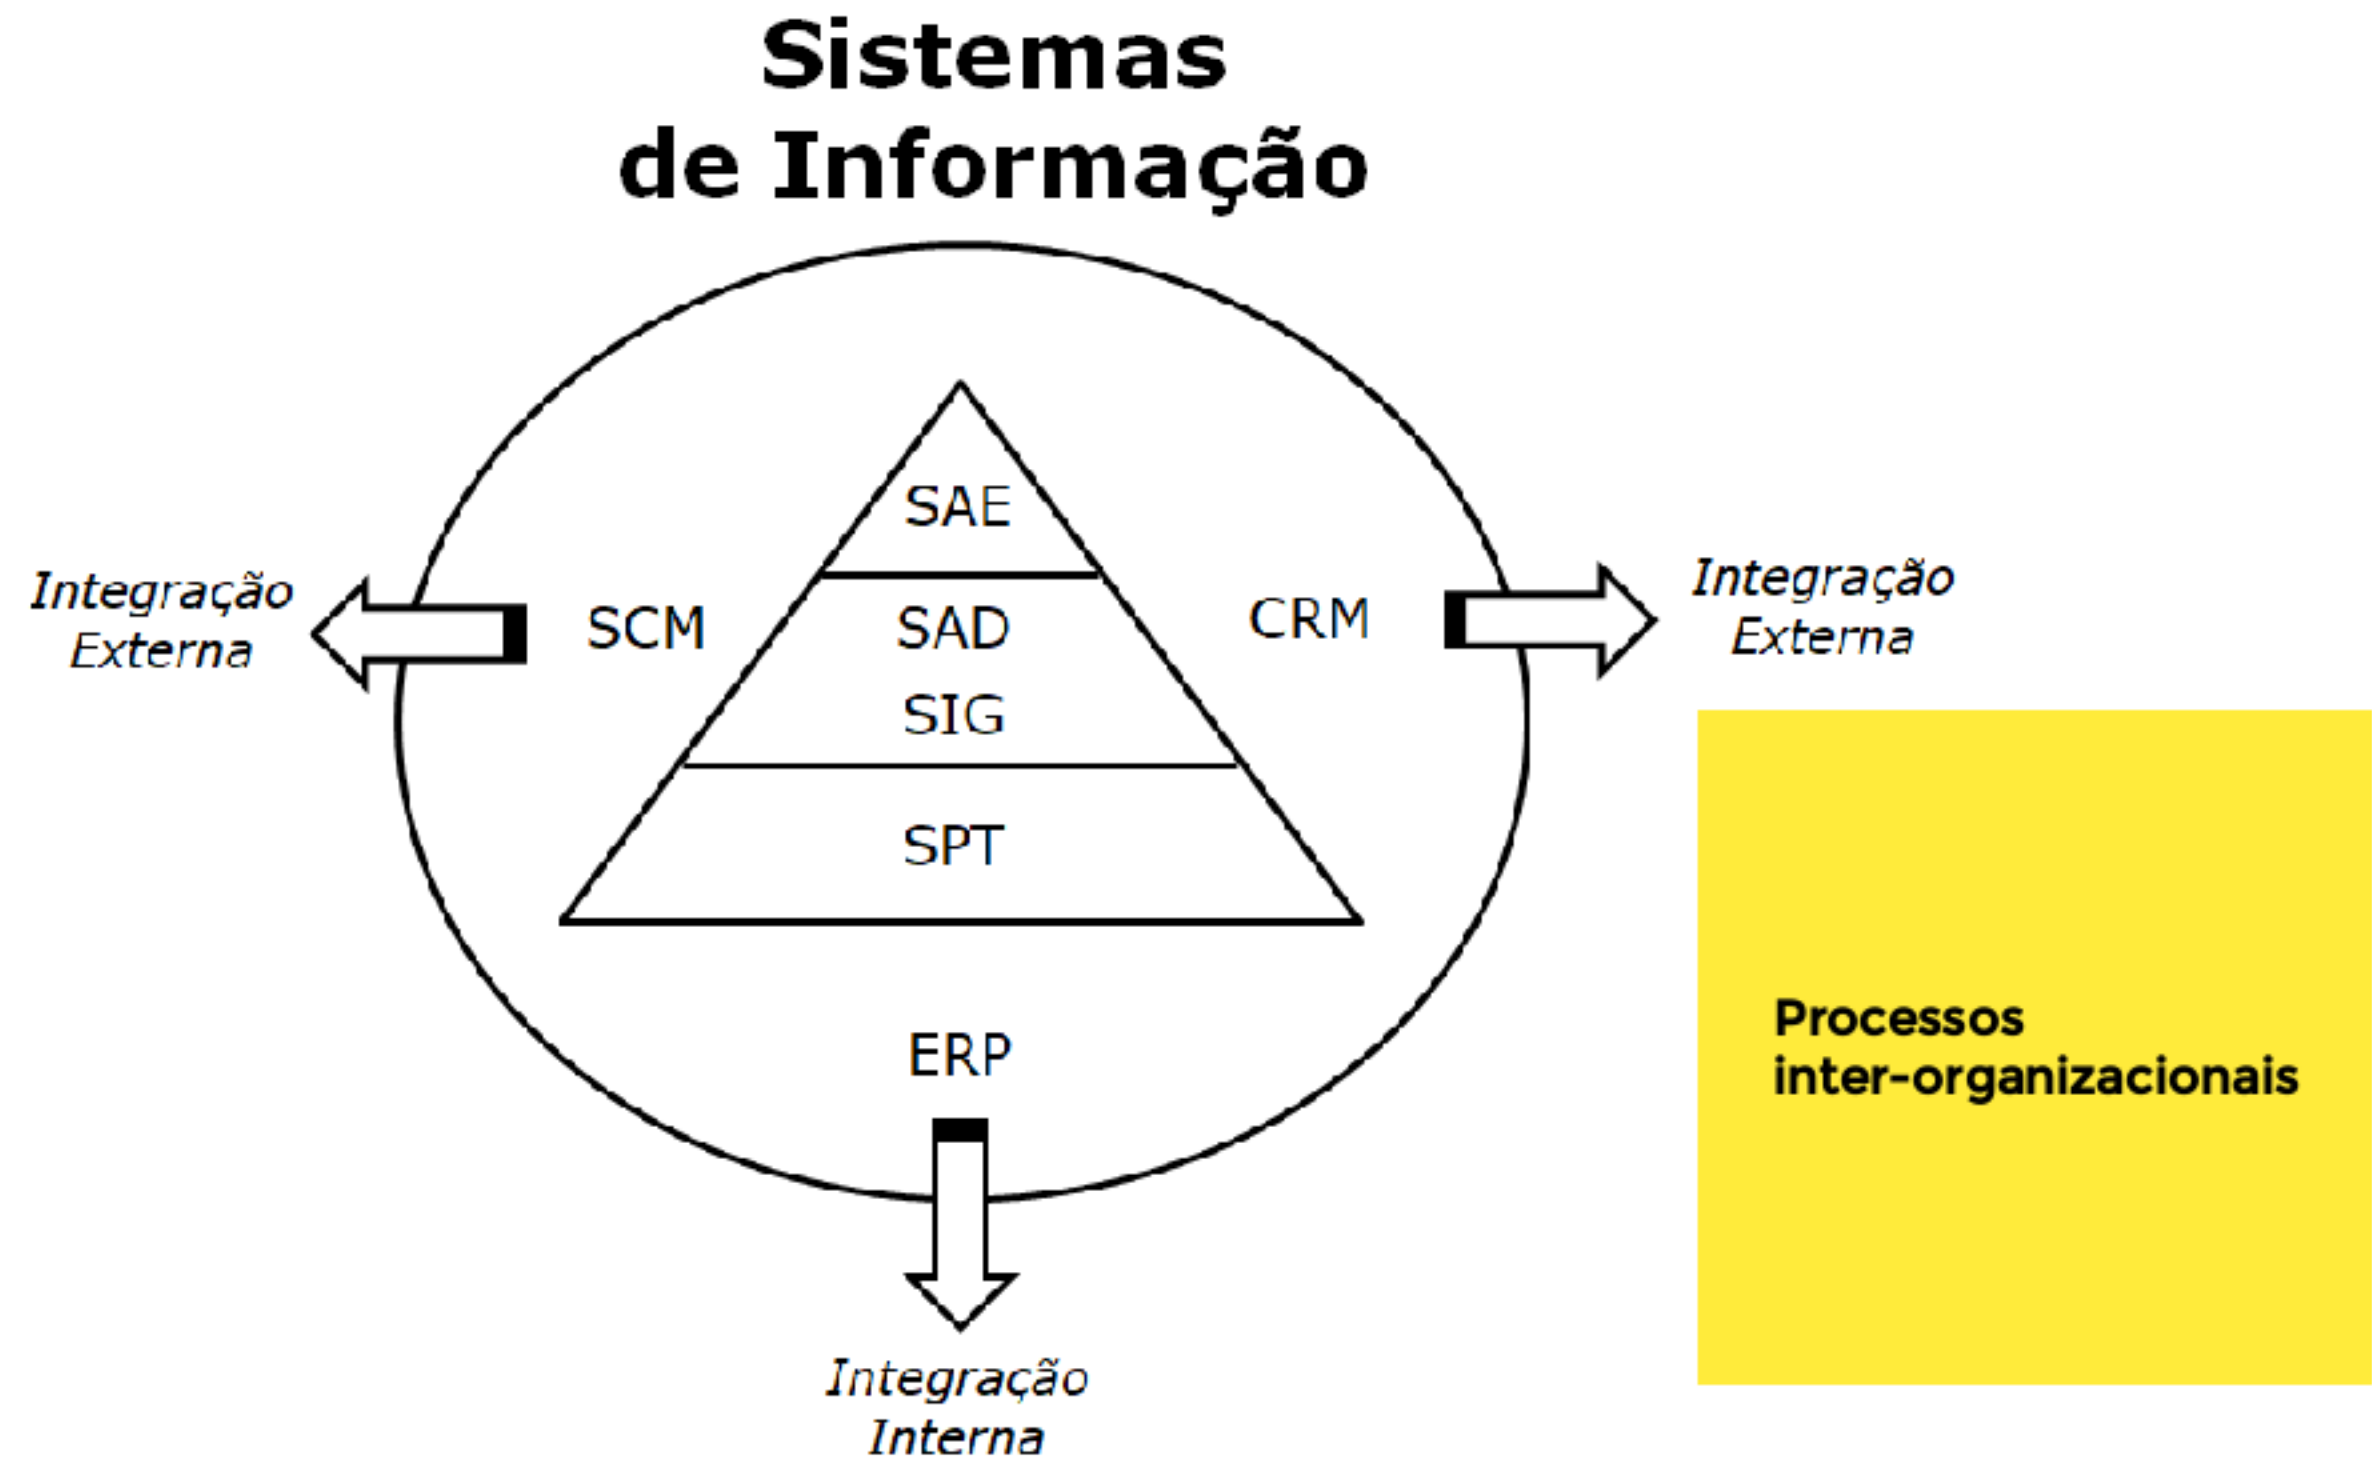 Sistemas
de Informação
SAE
Integração
Externa
SCM
SAD
CRM
Integração
Externa
SIG
SPT
ERP
Processos
inter-organizacionais
Integração
Interna